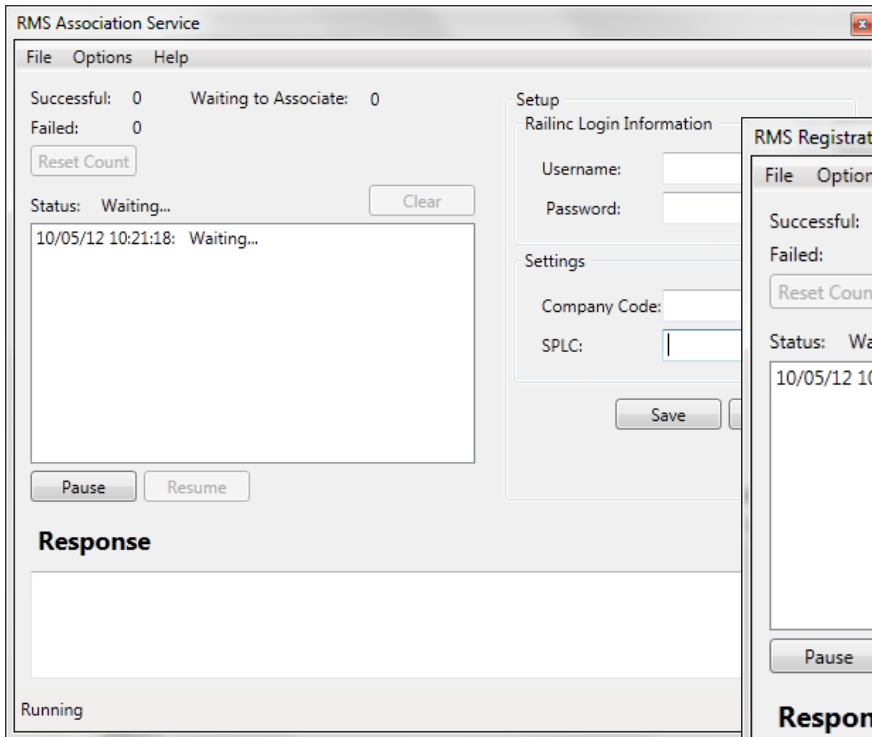 RMS Association Service
File Options Help
Successful: 0 Waiting to Associate: 0
Failed: 0
Reset Count
Status: Waiting...
Clear
10/05/12 10:21:18: Waiting...
Pause Resume
Setup
Railinc Login Information
Username:
Password:
Settings
Company Code:
SPLC:
Save
Response
Running
RMS Registrat
File Option
Successful:
Failed:
Reset Coun
Status: Wa
10/05/12 10
Pause
Respon